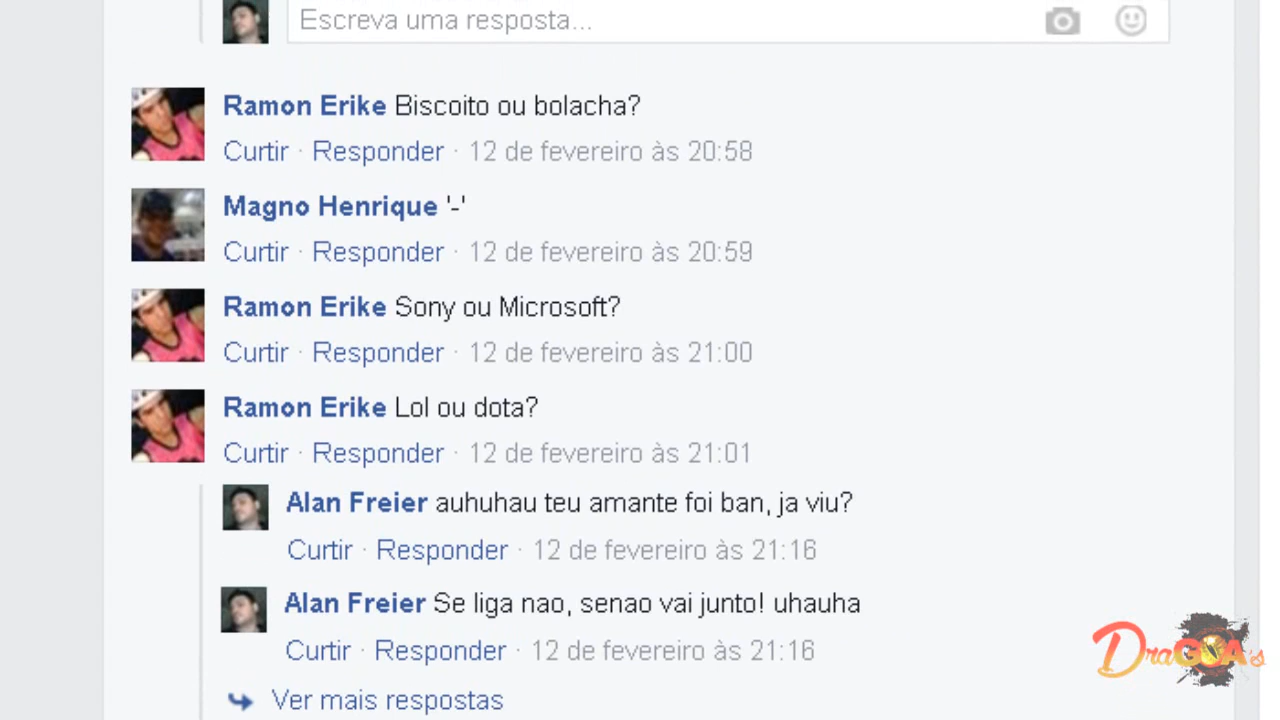 Escreva uma resposta...
Ramon Erike Biscoito ou bolacha?
Curtir · Responder · 12 de fevereiro às 20:58
Magno Henrique '-'
Curtir · Responder · 12 de fevereiro às 20:59
Ramon Erike Sony ou Microsoft?
Curtir · Responder · 12 de fevereiro às 21:00
Ramon Erike Lol ou dota?
Curtir · Responder · 12 de fevereiro às 21:01
Alan Freier auhuhau teu amante foi ban, ja viu?
Curtir · Responder · 12 de fevereiro às 21:16
Alan Freier Se liga nao, senao vai junto! uhauha
Curtir · Responder · 12 de fevereiro às 21:16
Ver mais respostas
DraGOA's